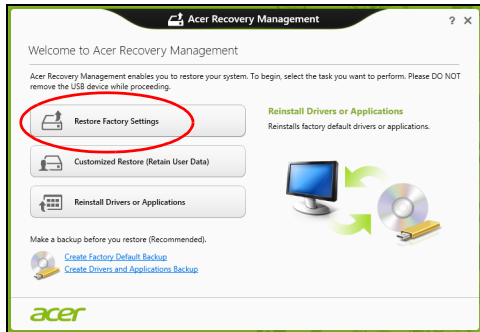 Acer Recovery Management
? X
Welcome to Acer Recovery Management
Acer Recovery Management enables you to restore your system. To begin, select the task you want to perform. Please DO NOT
remove the USB device while proceeding.
Restore Factory Settings
Customized Restore (Retain User Data)
Reinstall Drivers or Applications
Reinstall Drivers or Applications
Reinstalls factory default drivers or applications.
Make a backup before you restore (Recommended).
Create Factory Default Backup
Create Drivers and Applications Backup
acer